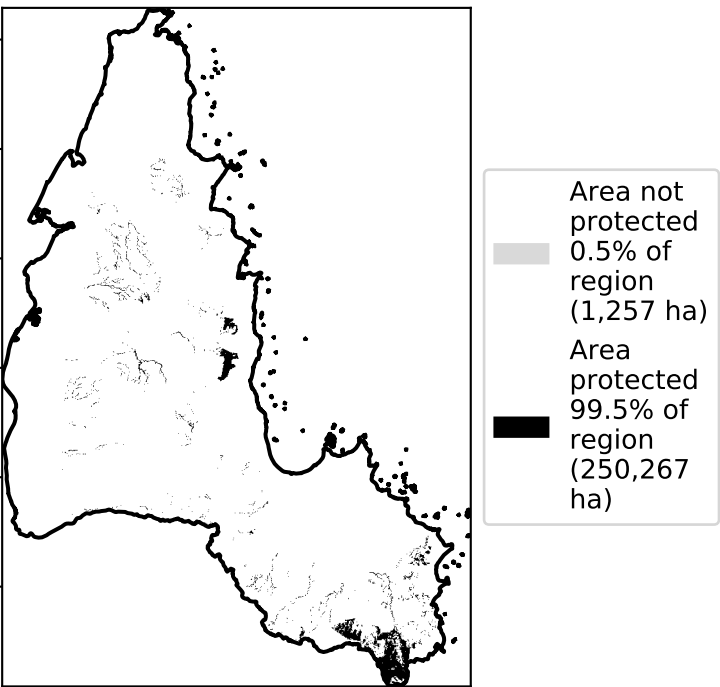 Area not
protected
0.5% of
region
(1,257 ha)
Area
protected
99.5% of
region
(250,267
ha)